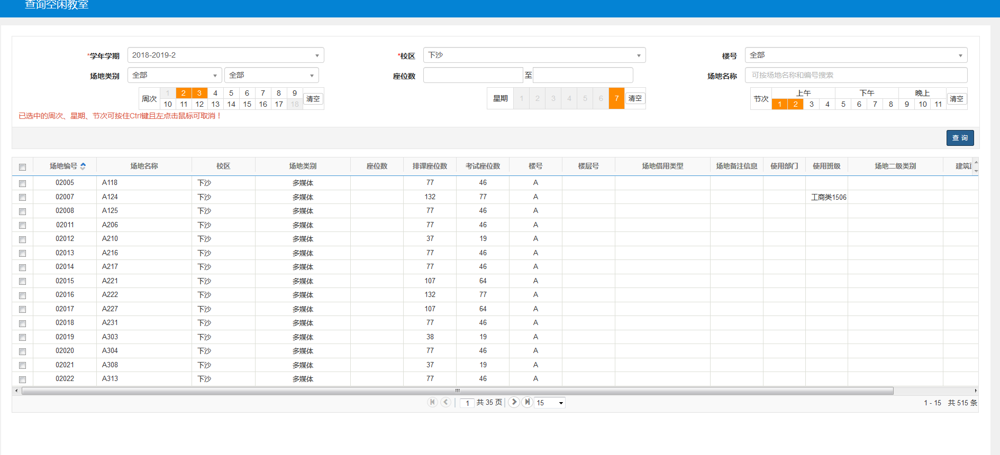 查询空闲教室
*学年学期 2018-2019-2 *校区 下沙 楼号 全部
场地类别 全部 全部 座位数 至 场地名称 可按场地名称和编号搜索
周次 1 2 3 4 5 6 7 8 9 清空 星期 1 2 3 4 5 6 7 清空 节次 上午 下午 晚上 清空
10 11 12 13 14 15 16 17 18 1 2 3 4 5 6 7 8 9 10 11
已选中的周次、星期、节次可按住Ctrl键且左点击鼠标可取消！
查 询
场地编号 场地名称 校区 场地类别 座位数 排课座位数 考试座位数 楼号 楼层号 场地借用类型 场地备注信息 使用部门 使用班级 场地二级类别 建筑
02005 A118 下沙 多媒体 77 46 A
02007 A124 下沙 多媒体 132 77 A 工商类1506
02008 A125 下沙 多媒体 77 46 A
02011 A206 下沙 多媒体 77 46 A
02012 A210 下沙 多媒体 37 19 A
02013 A216 下沙 多媒体 77 46 A
02014 A217 下沙 多媒体 77 46 A
02015 A221 下沙 多媒体 107 64 A
02016 A222 下沙 多媒体 132 77 A
02017 A227 下沙 多媒体 107 64 A
02018 A231 下沙 多媒体 77 46 A
02019 A303 下沙 多媒体 38 19 A
02020 A304 下沙 多媒体 77 46 A
02021 A308 下沙 多媒体 37 19 A
02022 A313 下沙 多媒体 77 46 A
1 共 35 页 15 1 - 15 共 515 条